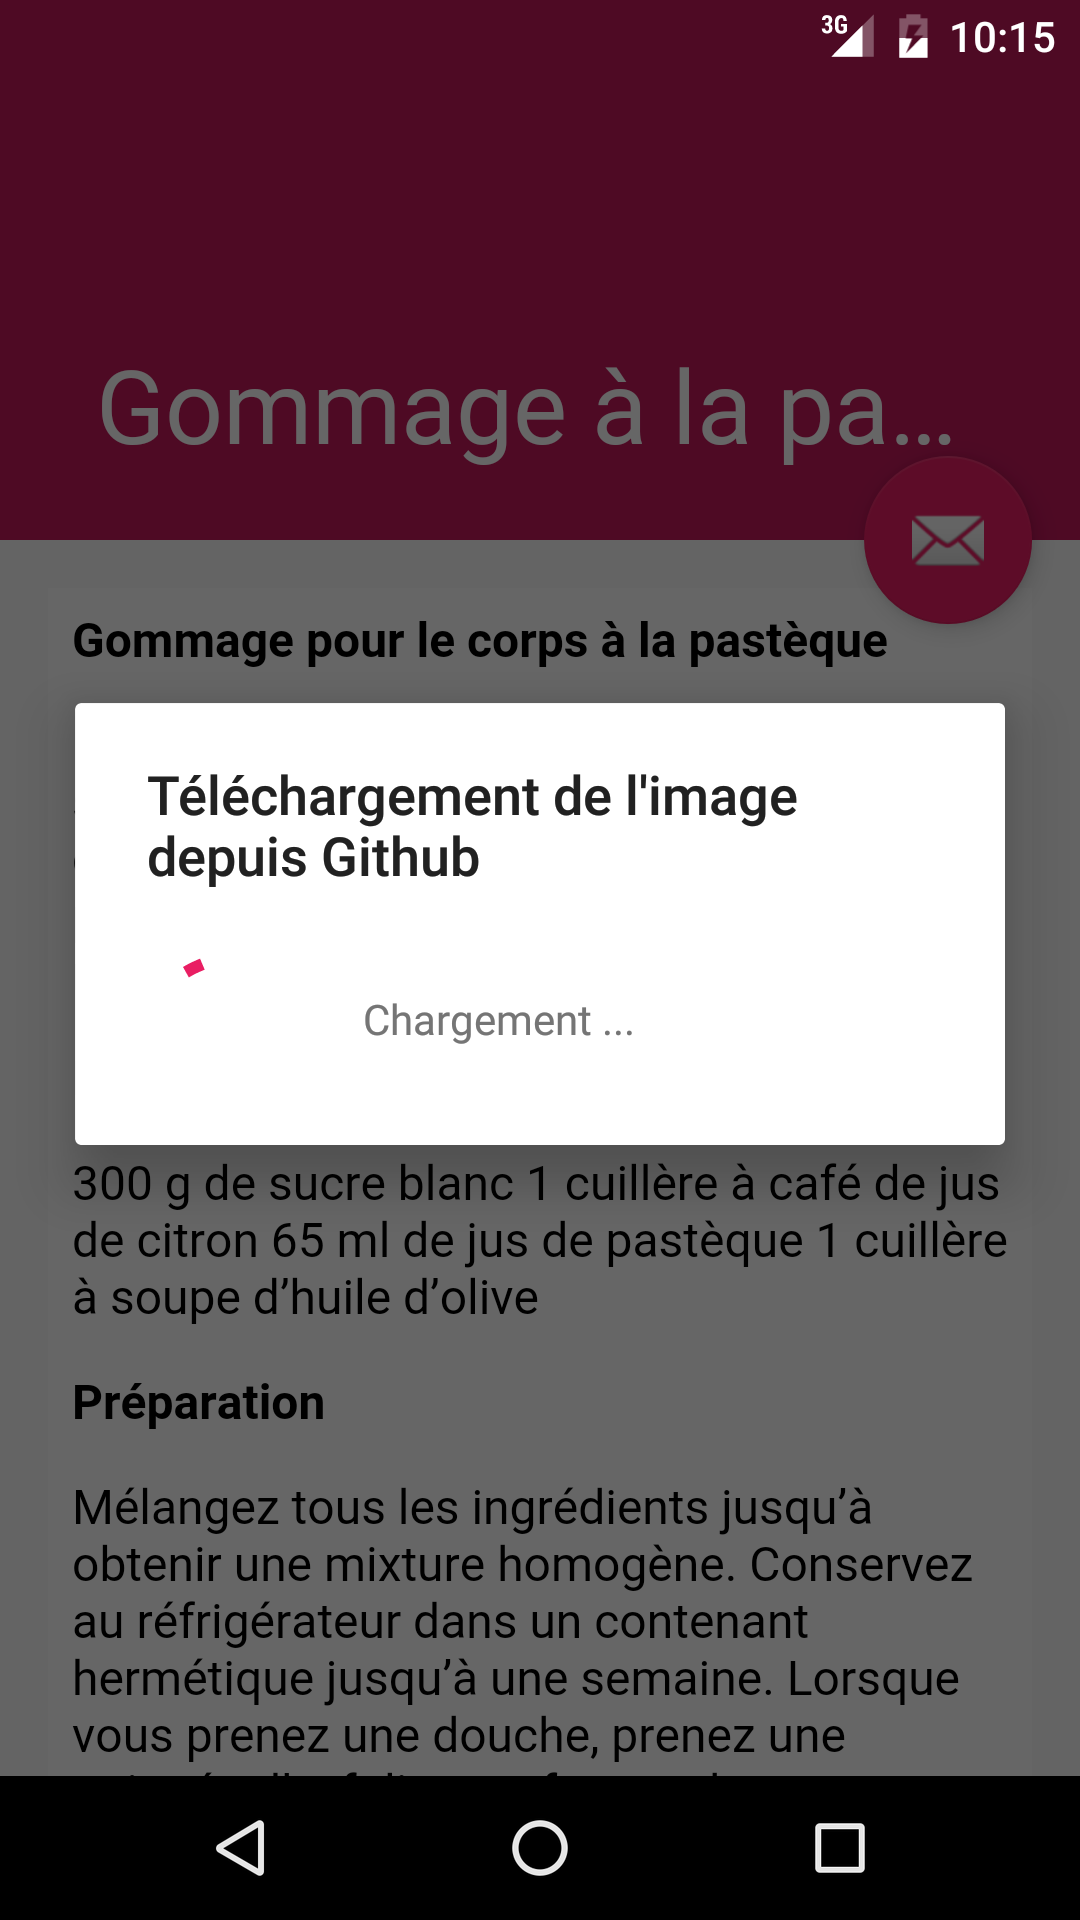 3G 10:15
Gommage à la pa...
Gommage pour le corps à la pastèque
Téléchargement de l'image
depuis Github
Chargement ...
300 g de sucre blanc 1 cuillère à café de jus
de citron 65 ml de jus de pastèque 1 cuillère
à soupe d’huile d’olive
Préparation
Mélangez tous les ingrédients jusqu’à
obtenir une mixture homogène. Conservez
au réfrigérateur dans un contenant
hermétique jusqu’à une semaine. Lorsque
vous prenez une douche, prenez une